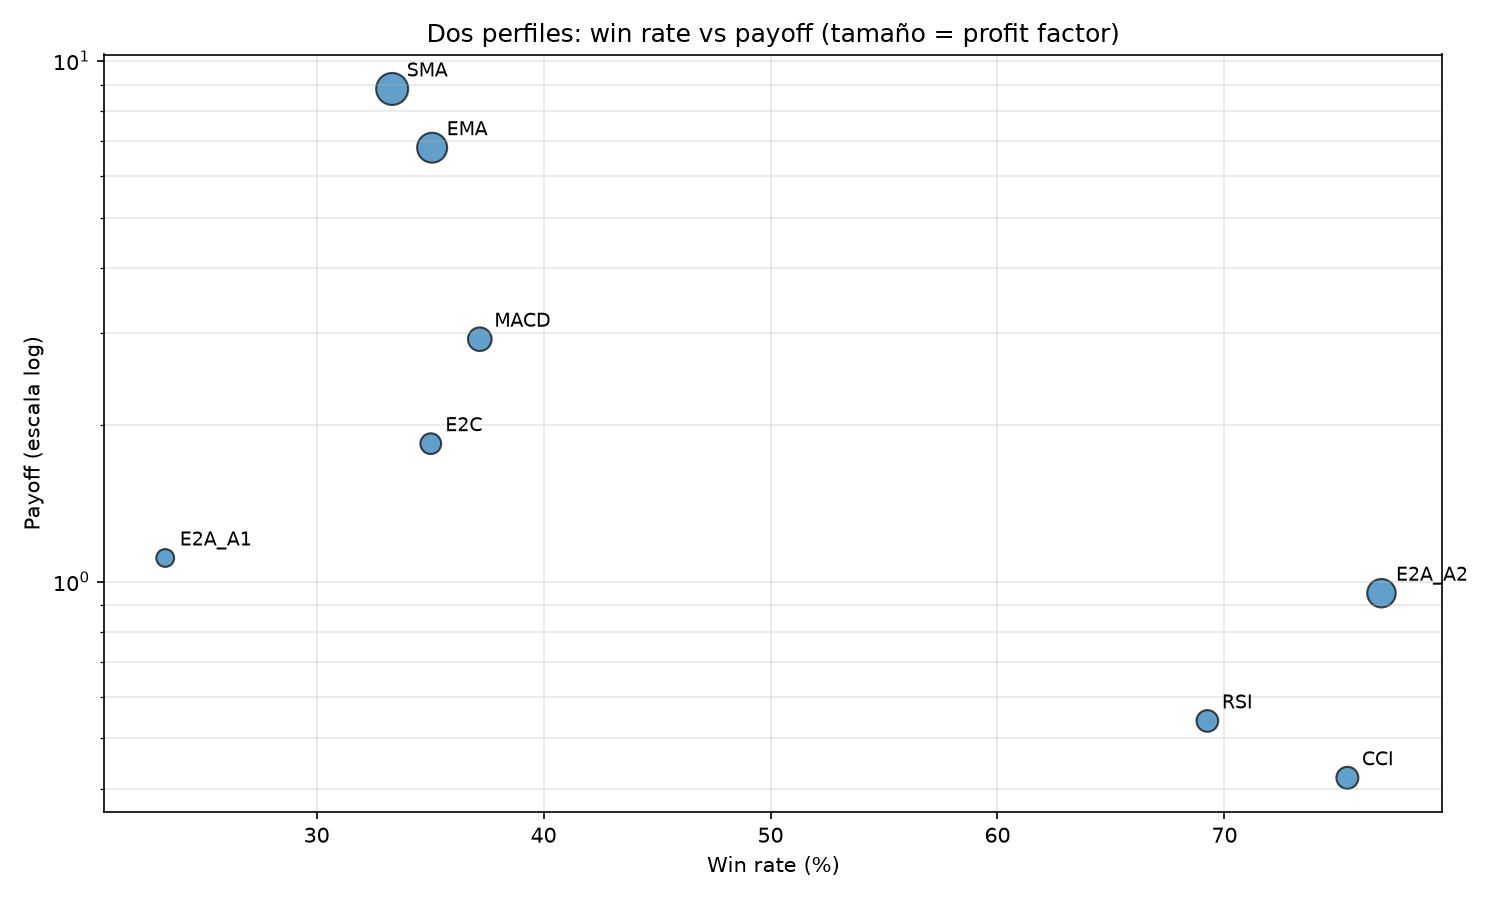 Dos perfiles: win rate vs payoff (tamaño = profit factor)
10¹
SMA
EMA
MACD
E2C
E2A_A1
10⁰
E2A_A2
RSI
CCI
Payoff (escala log)
30 40 50 60 70
Win rate (%)